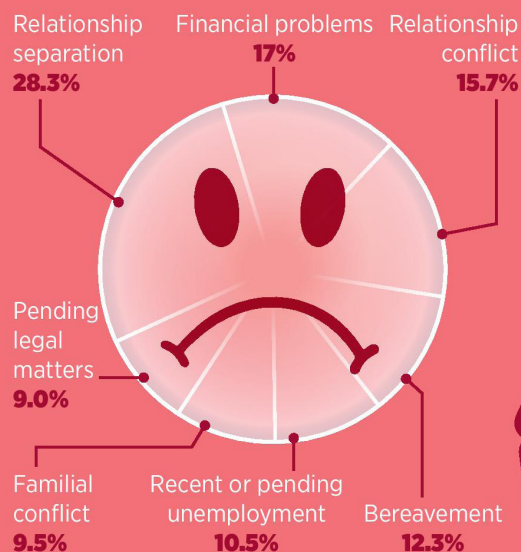 Relationship
separation
28.3%
Financial problems
17%
Relationship
conflict
15.7%
Pending
legal
matters
9.0%
Familial
conflict
9.5%
Recent or pending
unemployment
10.5%
Bereavement
12.3%